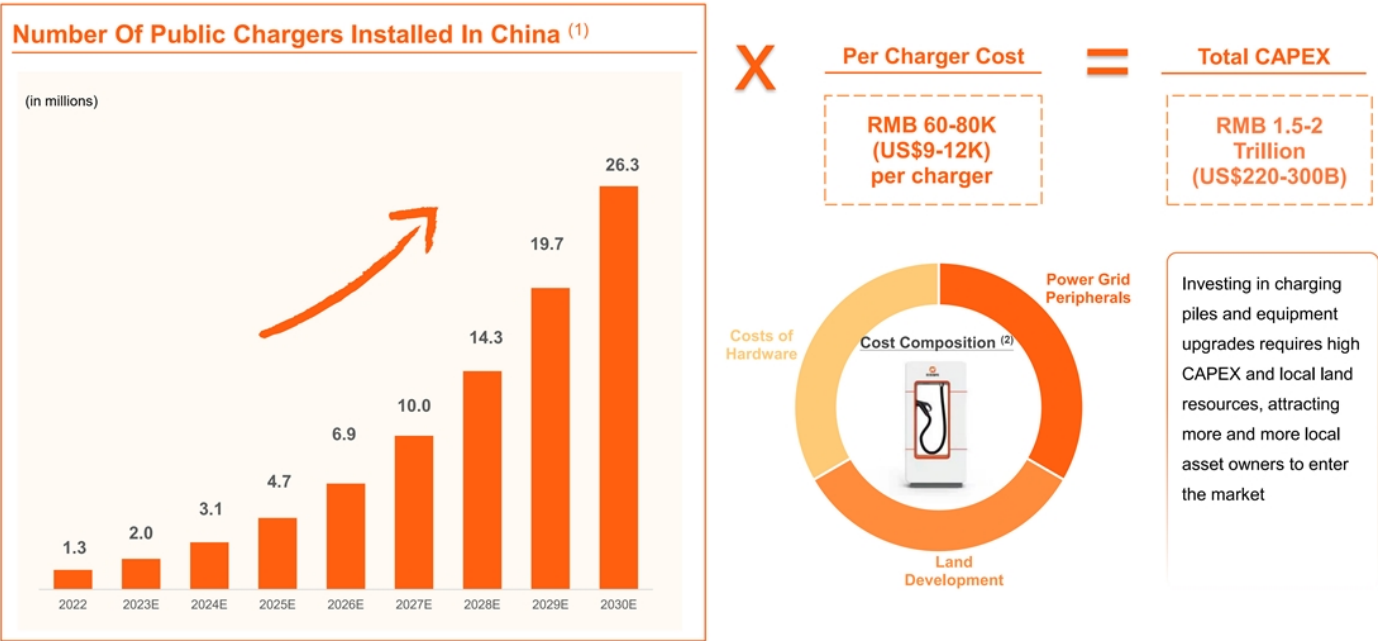 Number Of Public Chargers Installed In China (1)
(in millions)
1.3
2.0
3.1
4.7
6.9
10.0
14.3
19.7
26.3
2022
2023E
2024E
2025E
2026E
2027E
2028E
2029E
2030E
X
Per Charger Cost
RMB 60-80K
(US$9-12K)
per charger
=
Total CAPEX
RMB 1.5-2
Trillion
(US$220-300B)
Power Grid
Peripherals
Costs of
Hardware
Cost Composition (2)
Land
Development
Investing in charging
piles and equipment
upgrades requires high
CAPEX and local land
resources, attracting
more and more local
asset owners to enter
the market